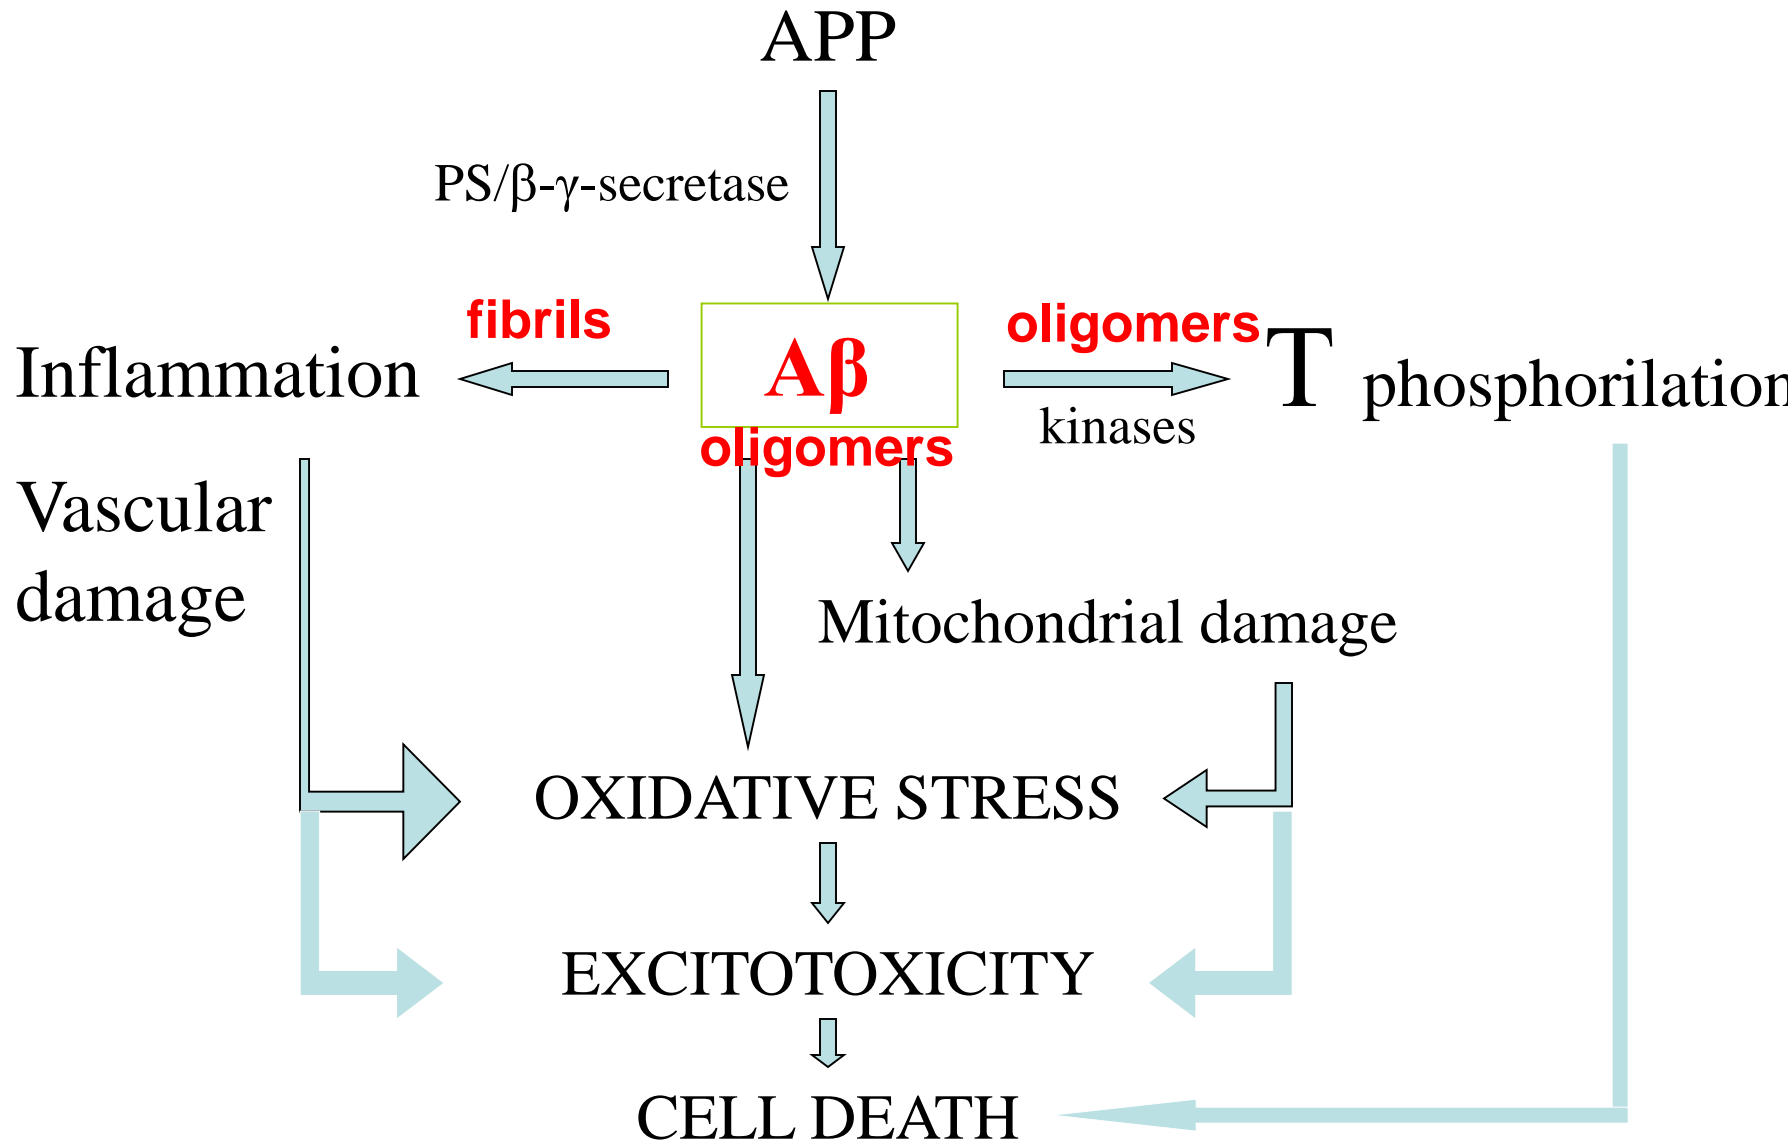 APP
PS/β-γ-secretase
fibrils
oligomers
Inflammation
Aβ
Τ phosphorilation
kinases
oligomers
Vascular
damage
Mitochondrial damage
OXIDATIVE STRESS
EXCITOTOXICITY
CELL DEATH